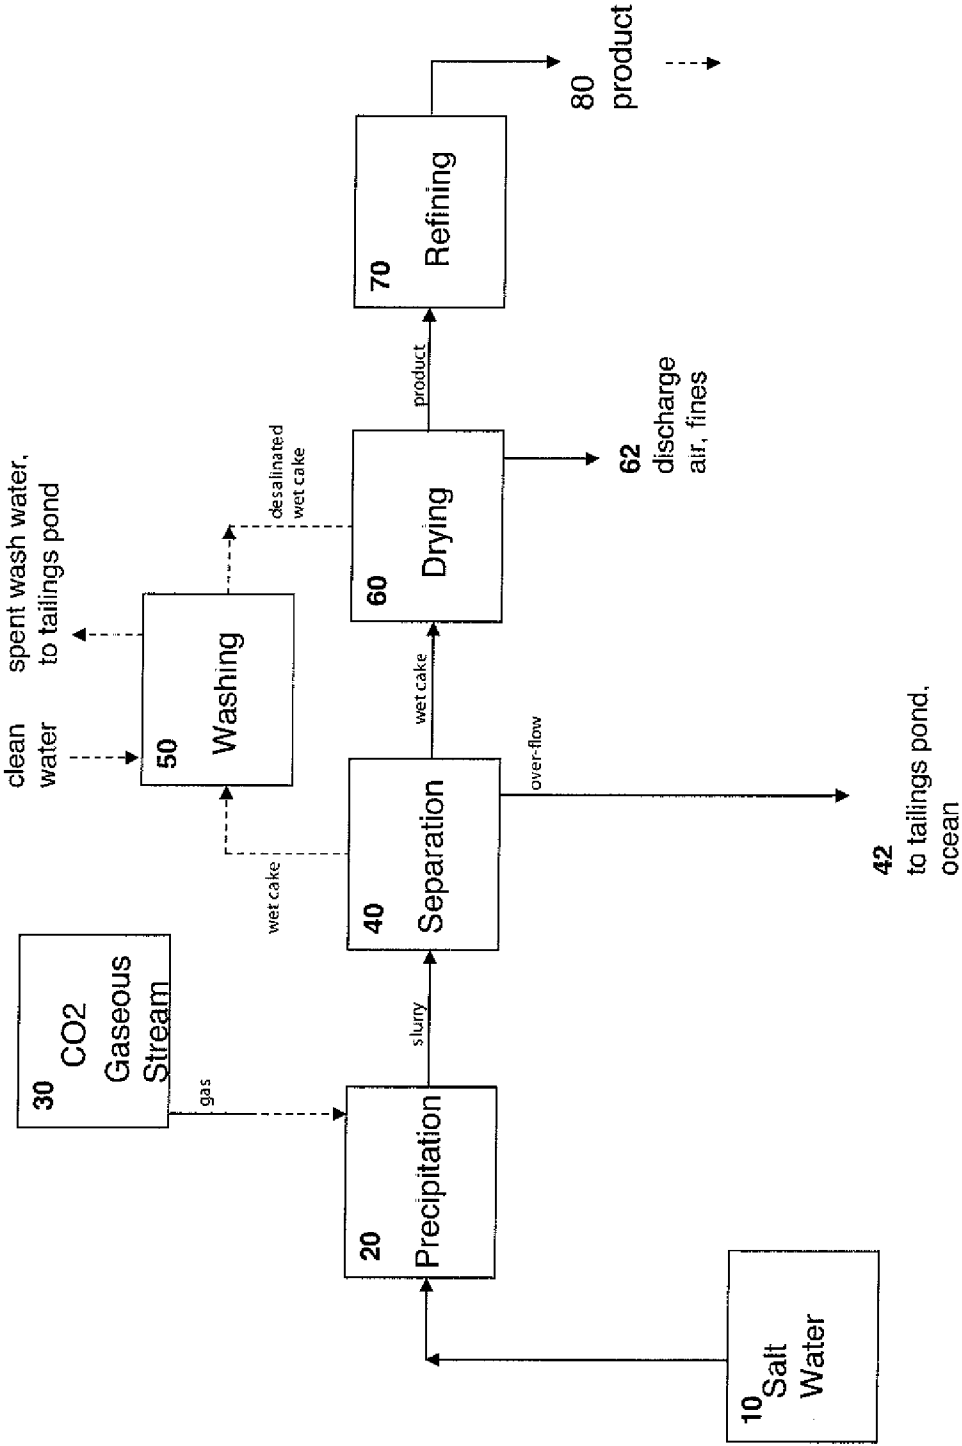 10
Salt
Water
20
Precipitation
30
CO2
Gaseous
Stream
gas
slurry
40
Separation
wet cake
wet cake
over-flow
42
to tailings pond,
ocean
clean
water
50
Washing
spent wash water,
to tailings pond
desalinated
wet cake
60
Drying
62
discharge
air, fines
product
70
Refining
80
product